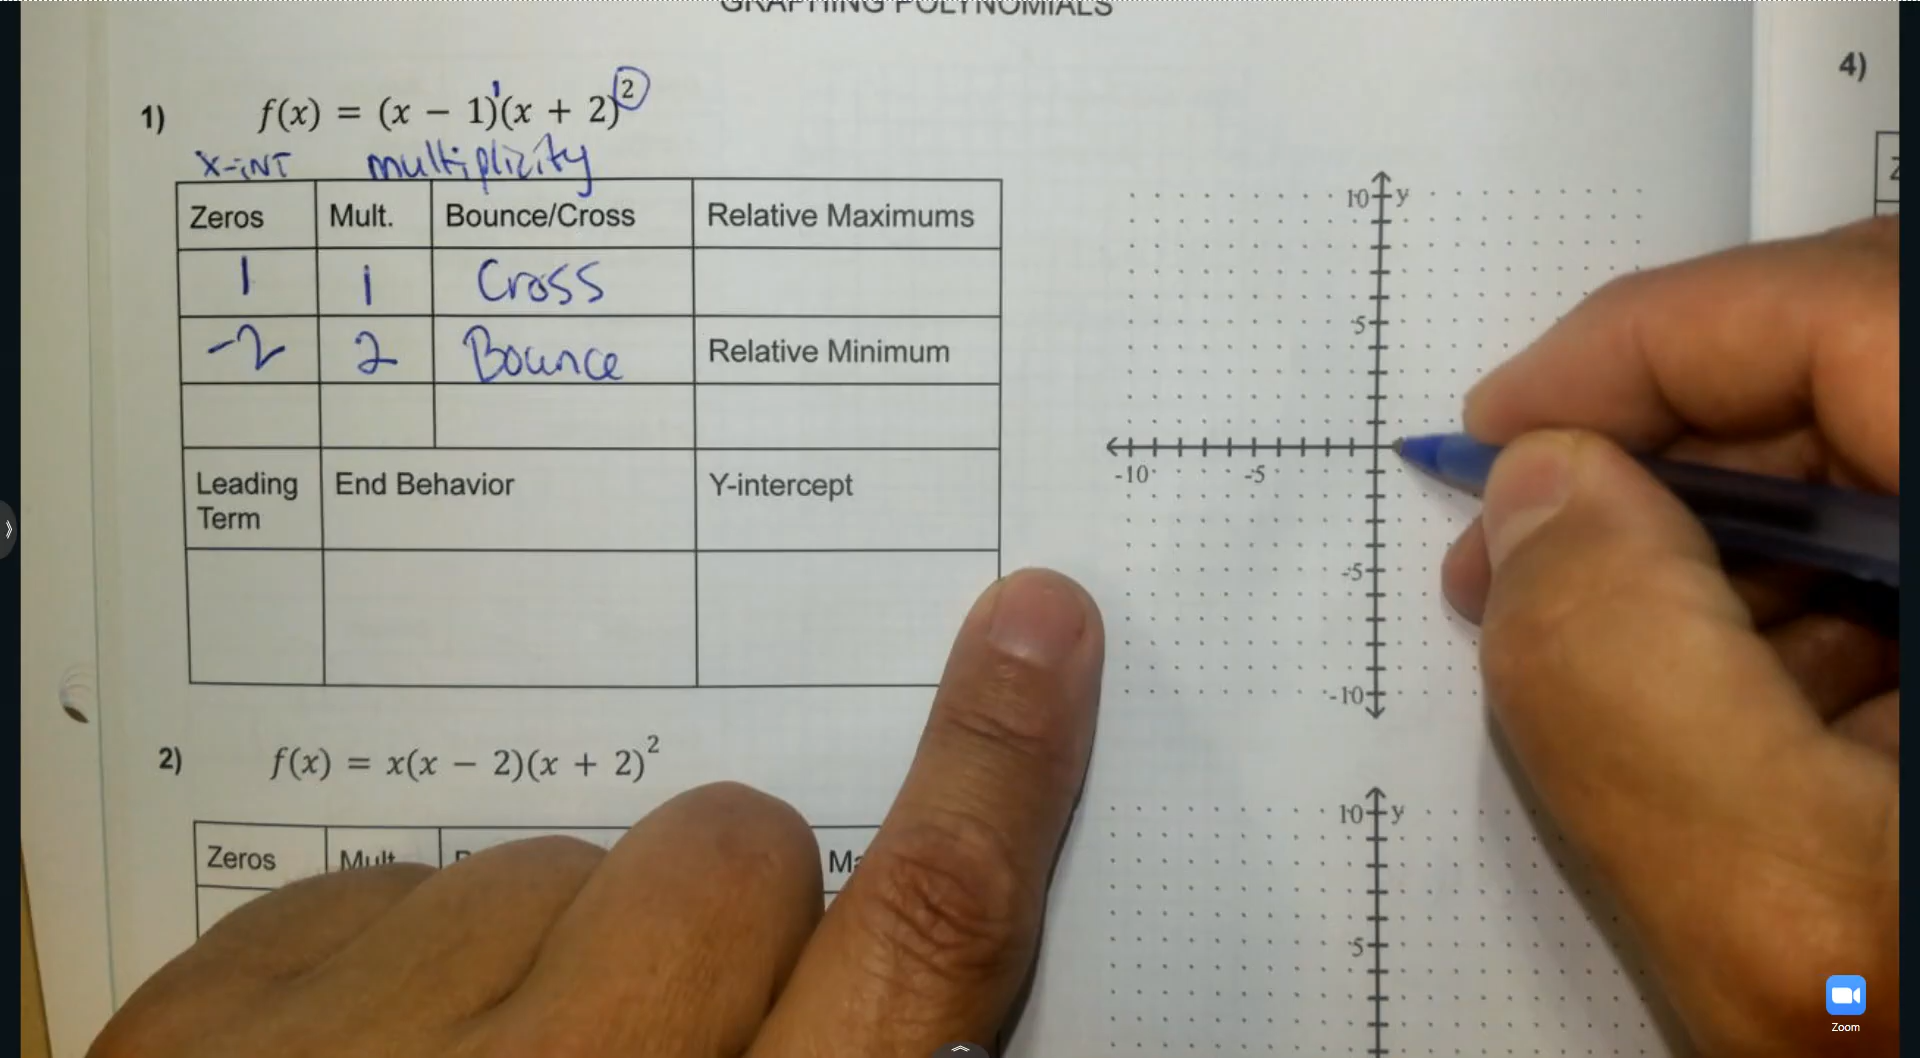 GRAPHING POLYNOMIALS
4)
1) f(x) = (x − 1)¹(x + 2)²
x-iNT multiplicity
Zeros Mult. Bounce/Cross Relative Maximums
1 1 Cross
-2 2 Bounce Relative Minimum
Leading Term End Behavior Y-intercept
10 y
5
-10 -5
-5
-10
2) f(x) = x(x − 2)(x + 2)²
Zeros Mult. Ma
10 y
5
Zoom